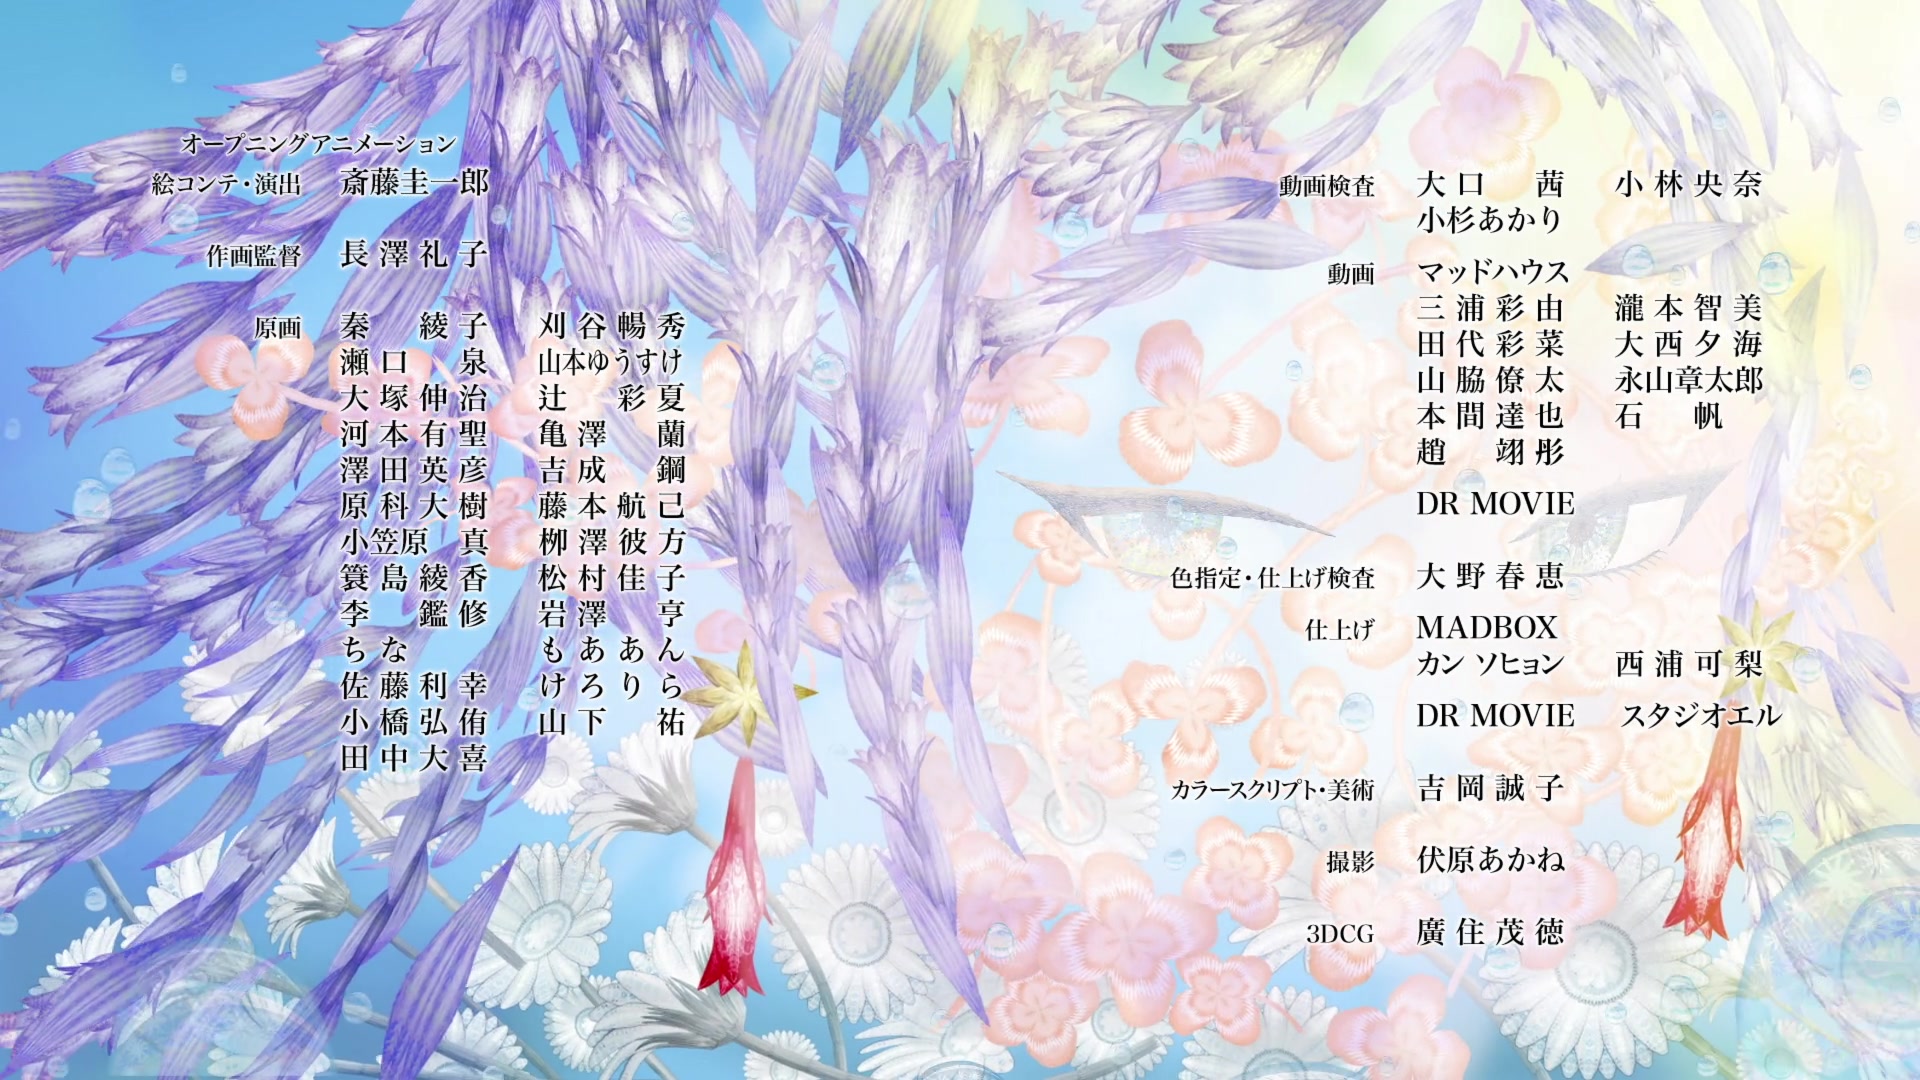 オープニングアニメーション
絵コンテ・演出 斎藤圭一郎
作画監督 長澤礼子
原画 秦綾子 刈谷暢秀
瀬口泉 山本ゆうすけ
大塚伸治 辻彩夏
河本有聖 亀澤蘭
澤田英彦 吉成鋼
原科大樹 藤本航己
小笠原真 栁澤彼方
簑島綾香 松村佳子
李鑑修 岩澤亨
ちな もああん
佐藤利幸 けろりら
小橋弘侑 山下祐
田中大喜
動画検査 大口茜 小林央奈
小杉あかり
動画 マッドハウス
三浦彩由 瀧本智美
田代彩菜 大西夕海
山脇僚太 永山章太郎
本間達也 石帆
趙翊彤
DR MOVIE
色指定・仕上げ検査 大野春恵
仕上げ MADBOX
カン ソヒョン 西浦可梨
DR MOVIE スタジオエル
カラースクリプト・美術 吉岡誠子
撮影 伏原あかね
3DCG 廣住茂徳